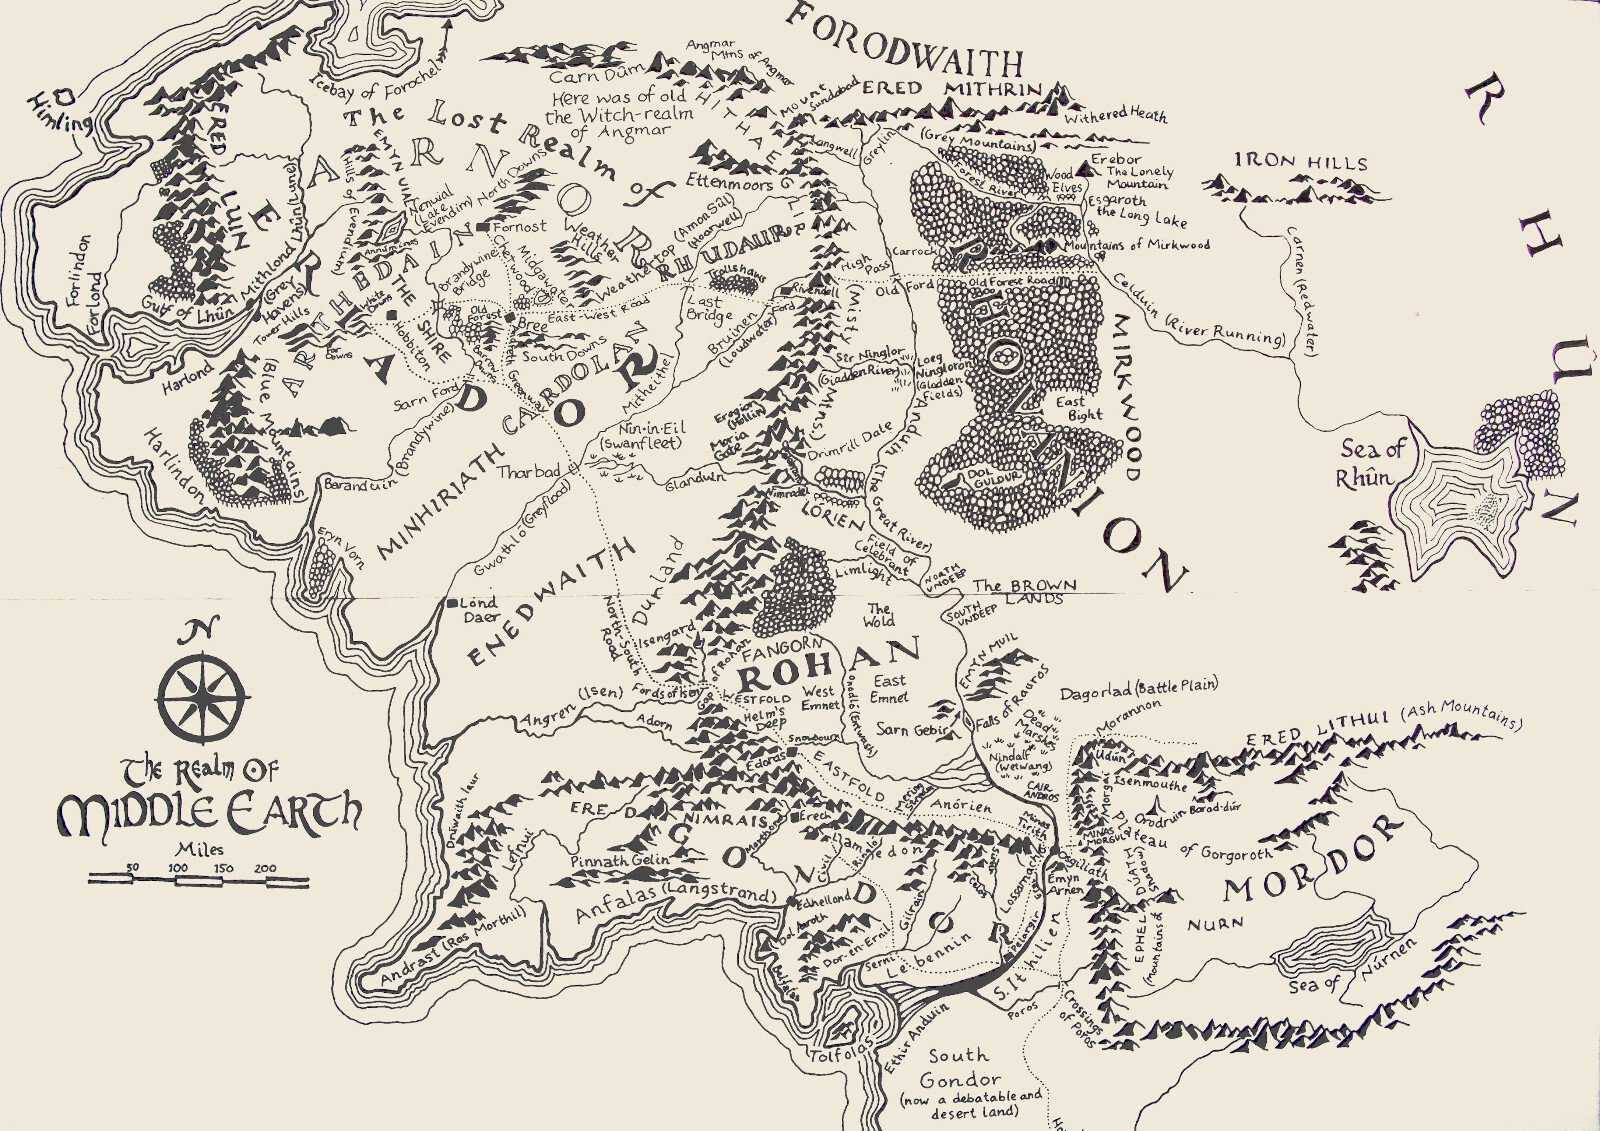 FORODWAITH
Icebay of Forochel
Himling
Carn Dûm
Angmar
Mtns of Angmar
Here was of old
the Witch-realm
of Angmar
Mount
Gundabad
ERED MITHRIN
(Grey Mountains)
Withered Heath
Erebor
The Lonely
Mountain
Wood
Elves
Esgaroth
the Long Lake
Forest River
Mountains of Mirkwood
IRON HILLS
RHÛN
Carnen (Redwater)
Celduin (River Running)
Sea of
Rhûn
The Lost Realm of
ARNOR
ERED LUIN
(Blue Mountains)
Forlindon
Forlond
Gulf of Lhûn
Mithlond
(Grey
Havens)
Lhûn (Lune)
Tower Hills
Harlond
Harlindon
EMYN UIAL
Hills of
Evendim
Nenuial
(Lake
Evendim)
Annúminas
North Downs
Fornost
ARTHEDAIN
White
Downs
Far
Downs
THE
SHIRE
Hobbiton
Brandywine
Bridge
Old
Forest
Barrow
Downs
Chetwood
Midgewater
Bree
South Downs
Greenway
Sarn Ford
Weather
Hills
Weathertop
(Amon Sûl)
East-West Road
RHUDAUR
Ettenmoors
Trollshaws
(Hoarwell)
Last
Bridge
Rivendell
Ford
Bruinen
(Loudwater)
Mitheithel
CARDOLAN
ERIADOR
HITHAEGLIR
(Misty
Mtns.)
Langwell
Greylin
Carrock
High
Pass
Old Ford
Old Forest Road
MIRKWOOD
East
Bight
DOL
GULDUR
RHOVANION
Sîr Ninglor
(Gladden River)
Loeg
Ningloron
(Gladden
Fields)
Anduin (The Great River)
Eregion
(Hollin)
Moria
Gate
Dimrill Dale
Nimrodel
LÓRIEN
Field of
Celebrant
Limlight
NORTH
UNDEEP
SOUTH
UNDEEP
The BROWN
LANDS
Nin-in-Eil
(Swanfleet)
Glanduin
Tharbad
(Brandywine)
Baranduin
MINHIRIATH
Gwathló (Greyflood)
Eryn Vorn
Lond
Daer
ENEDWAITH
Dunland
North-South
Road
Isengard
Gap of Rohan
Fords of Isen
(Isen)
Angren
Adorn
FANGORN
The
Wold
ROHAN
WESTFOLD
West
Emnet
East
Emnet
Helm's
Deep
Onodló (Entwash)
Snowbourn
Edoras
EASTFOLD
Sarn Gebir
EMYN MUIL
Falls of Rauros
Dead
Marshes
Nindalf
(Wetwang)
Dagorlad (Battle Plain)
Morannon
Udûn
ERED LITHUI (Ash Mountains)
Isenmouthe
Morgai
Orodruin
Barad-dûr
Plateau of Gorgoroth
MINAS
MORGUL
MORDOR
NURN
Sea of Núrnen
EPHEL DÚATH
(Mountains of
Shadow)
CAIR
ANDROS
Anórien
Minas
Tirith
Osgiliath
Emyn
Arnen
Lossarnach
S. Ithilien
Pelargir
Poros
Crossings
of Poros
N
The Realm OF
MIDDLE EARTH
Miles
50 100 150 200
Drúwaith Iaur
ERED NIMRAIS
Erech
Morthond
Lamedon
Lefnui
Pinnath Gelin
Anfalas (Langstrand)
Andrast (Ras Morthil)
GONDOR
Ciril
Ringló
Edhellond
Dol Amroth
Dor-en-Ernil
Belfalas
Gilrain
Celos
Serni
Lebennin
Tolfolas
Ethir Anduin
South
Gondor
(now a debatable and
desert land)